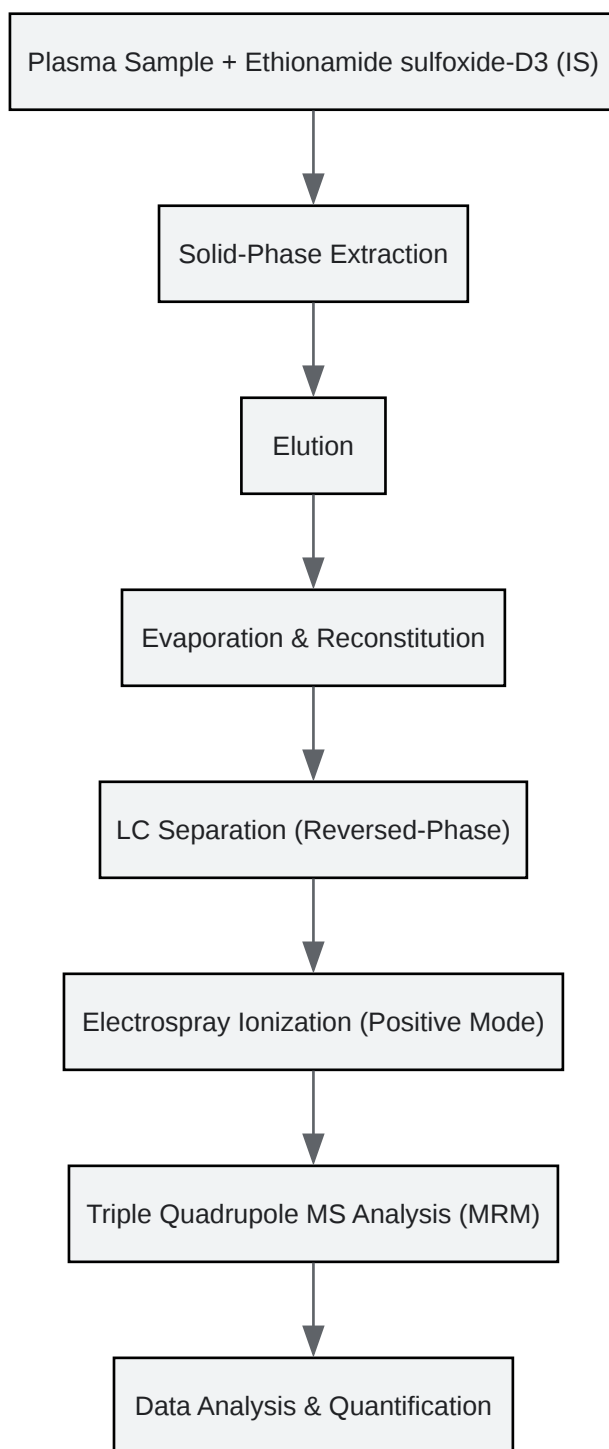 Plasma Sample + Ethionamide sulfoxide-D3 (IS)
Solid-Phase Extraction
Elution
Evaporation & Reconstitution
LC Separation (Reversed-Phase)
Electrospray Ionization (Positive Mode)
Triple Quadrupole MS Analysis (MRM)
Data Analysis & Quantification